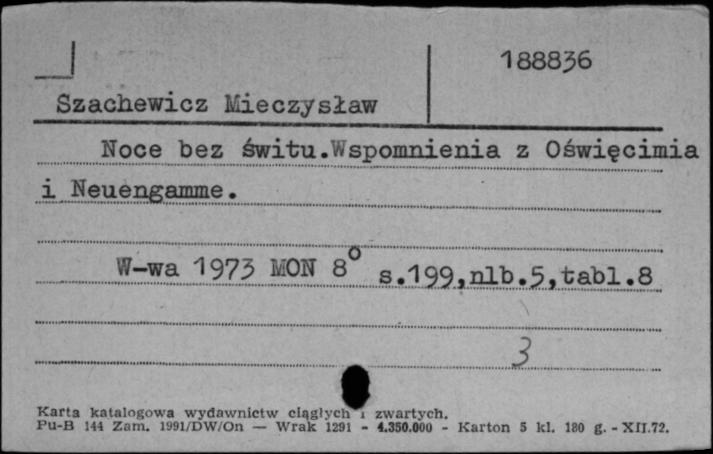 188836
Szachewicz Mieczysław
Noce bez świtu.Wspomnienia z Oświęcimia
i Neuengamme.
W-wa 1973 MON 8° s.199,nlb.5,tabl.8
3
Karta katalogowa wydawnictw ciągłych i zwartych.
Pu-B 144 Zam. 1991/DW/On — Wrak 1291 - 4.350.000 - Karton 5 kl. 180 g. - XII.72.